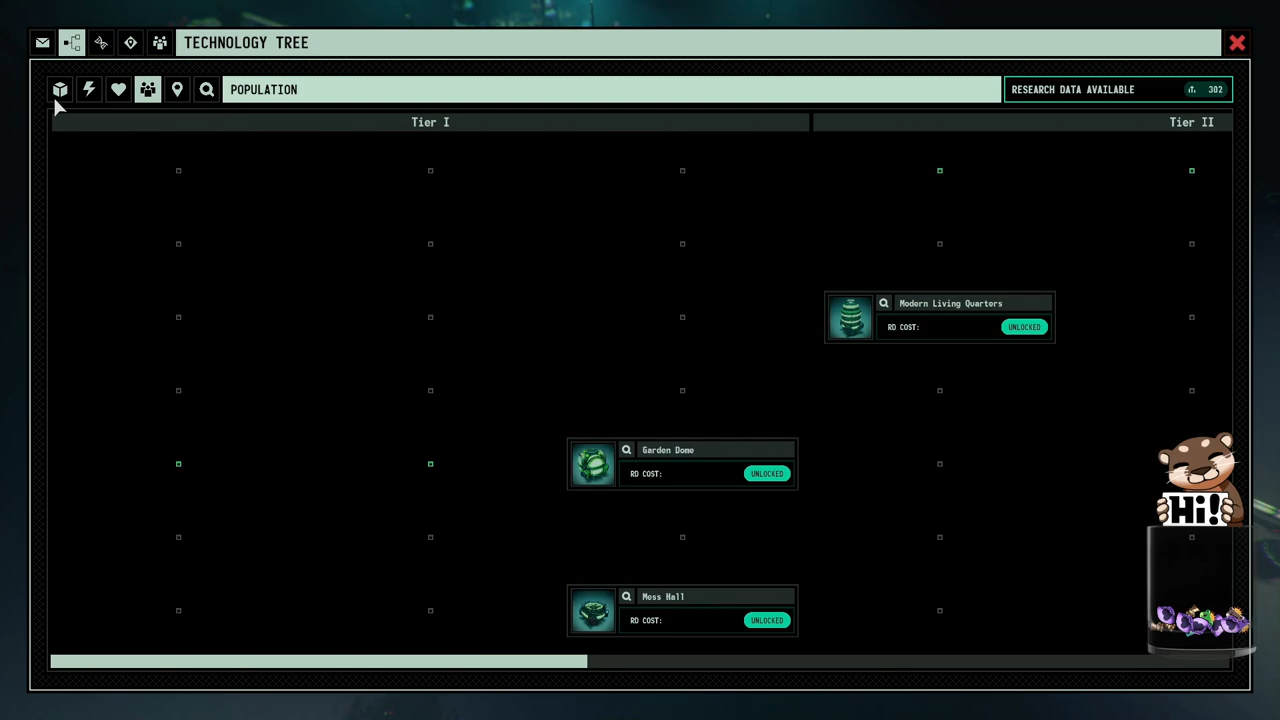 TECHNOLOGY TREE
POPULATION
RESEARCH DATA AVAILABLE 302
Tier I
Tier II
Modern Living Quarters
RD COST: UNLOCKED
Garden Dome
RD COST: UNLOCKED
Hi!
Mess Hall
RD COST: UNLOCKED